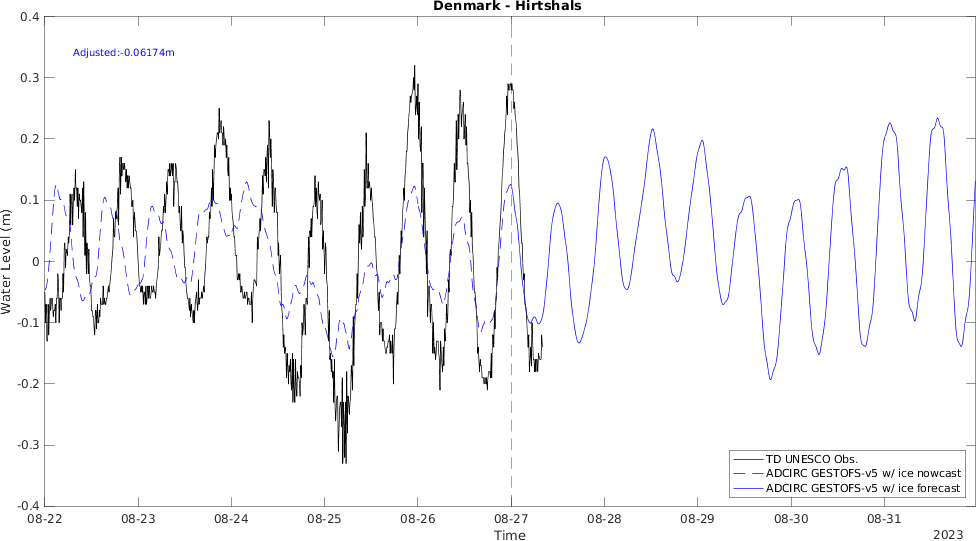 Denmark - Hirtshals
Adjusted:-0.06174m
Water Level (m)
0.4
0.3
0.2
0.1
0
-0.1
-0.2
-0.3
-0.4
TD UNESCO Obs.
ADCIRC GESTOFS-v5 w/ ice nowcast
ADCIRC GESTOFS-v5 w/ ice forecast
08-22 08-23 08-24 08-25 08-26 08-27 08-28 08-29 08-30 08-31
Time
2023